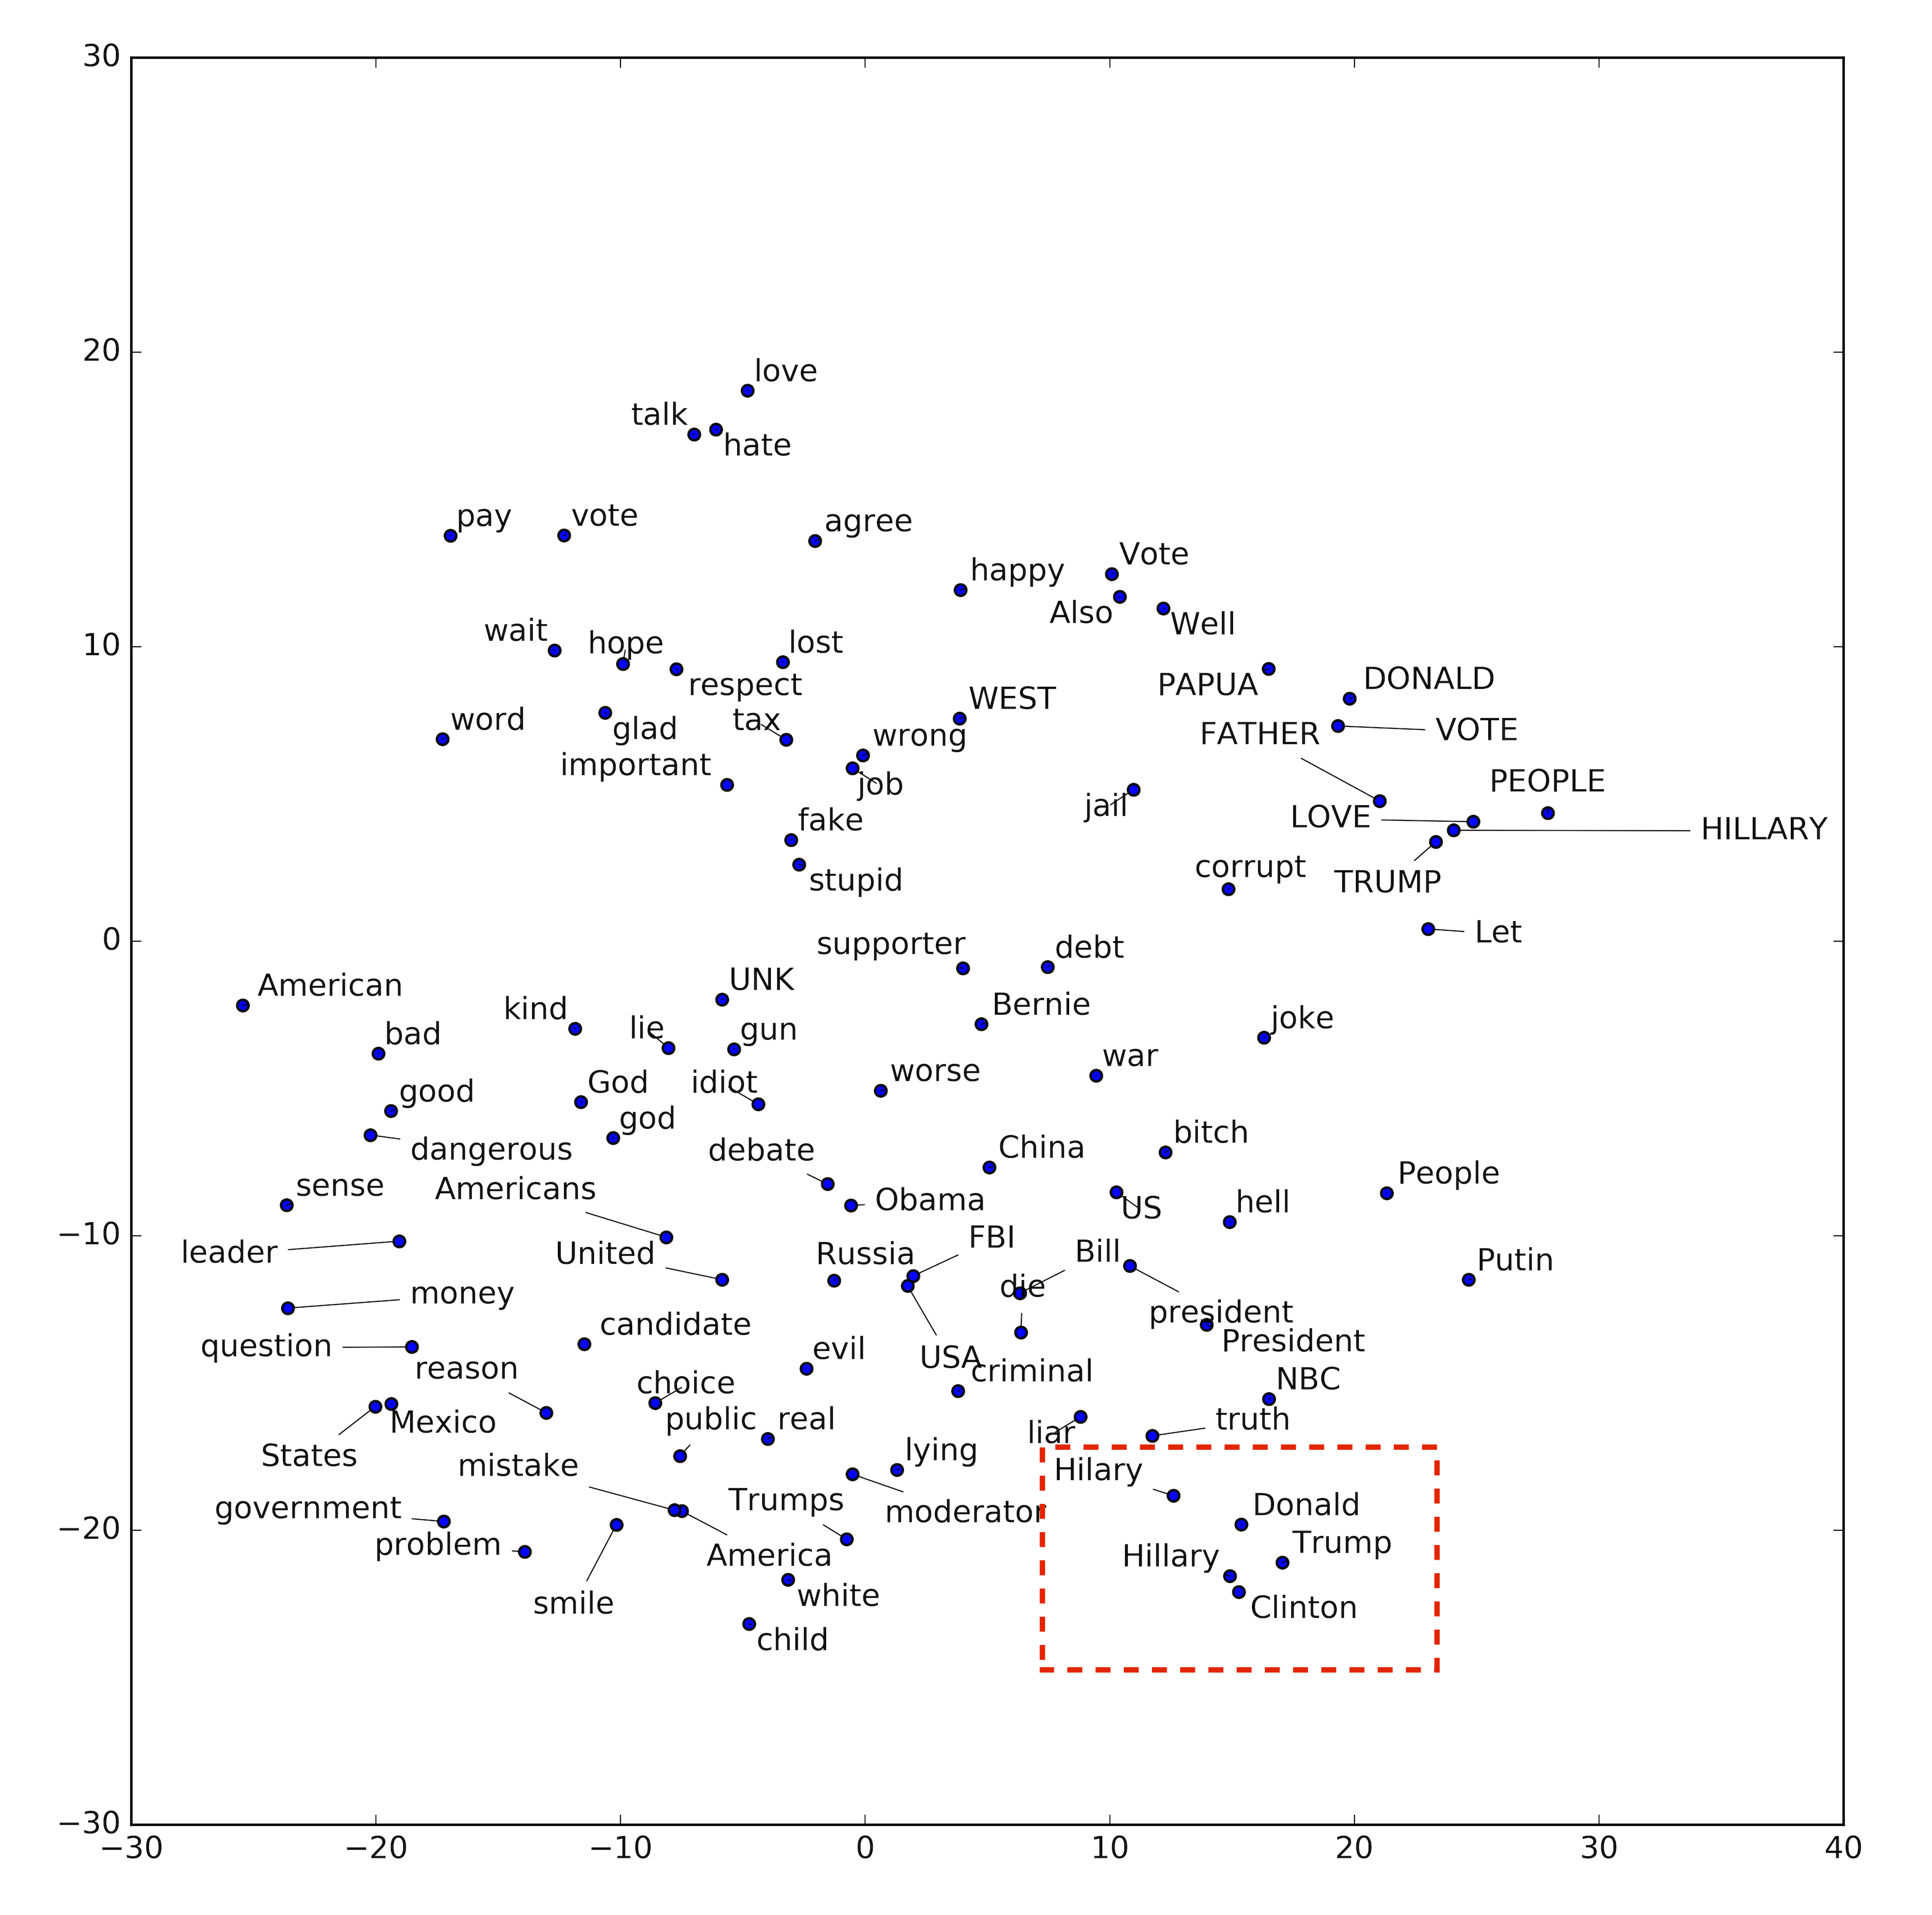 30
love
talk
hate
20
pay
vote
agree
happy
Vote
Also
Well
wait
hope
lost
10
respect
PAPUA
DONALD
WEST
word
glad
tax
FATHER
VOTE
wrong
important
job
PEOPLE
jail
fake
LOVE
HILLARY
stupid
corrupt
TRUMP
Let
0
supporter
debt
American
UNK
Bernie
kind
joke
bad
lie
gun
war
good
God
idiot
worse
god
bitch
dangerous
debate
China
People
sense
Americans
Obama
US
hell
−10
leader
United
Russia
FBI
Bill
Putin
money
die
president
question
candidate
President
reason
evil
USA
criminal
choice
NBC
Mexico
public
real
truth
States
liar
mistake
lying
Hilary
government
Trumps
moderator
Donald
−20
problem
America
Hillary
Trump
smile
white
Clinton
child
−30
−30
−20
−10
0
10
20
30
40